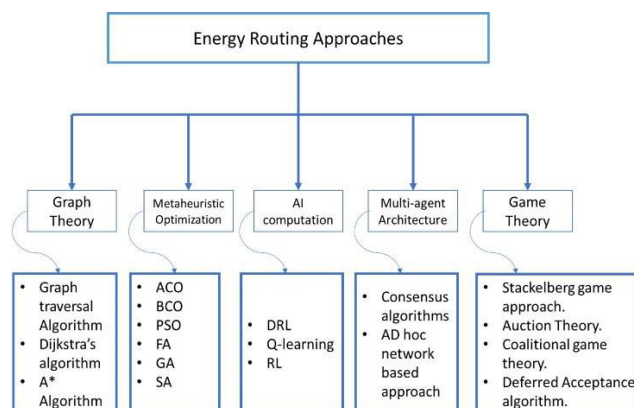 Energy Routing Approaches
Graph
Theory
Metaheuristic
Optimization
AI
computation
Multi-agent
Architecture
Game
Theory
• Graph
traversal
Algorithm
• Dijkstra's
algorithm
• A*
Algorithm
• ACO
• BCO
• PSO
• FA
• GA
• SA
• DRL
• Q-learning
• RL
• Consensus
algorithms
• AD hoc
network
based
approach
• Stackelberg game
approach.
• Auction Theory.
• Coalitional game
theory.
• Deferred Acceptance
algorithm.